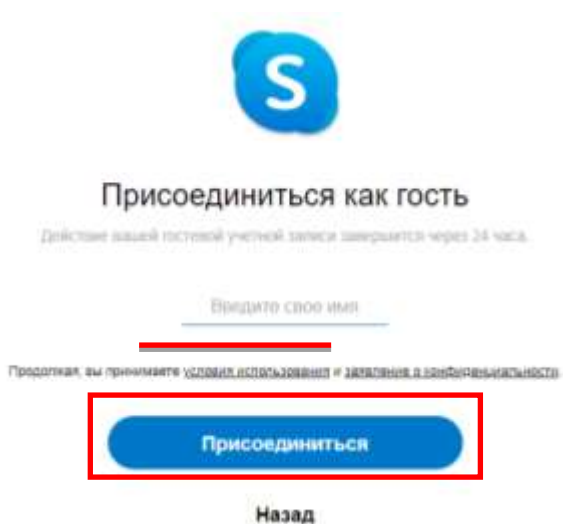 S
Присоединиться как гость
Действие вашей гостевой учетной записи завершится через 24 часа.
Введите свое имя
Продолжая, вы принимаете условия использования и заявление о конфиденциальности.
Присоединиться
Назад